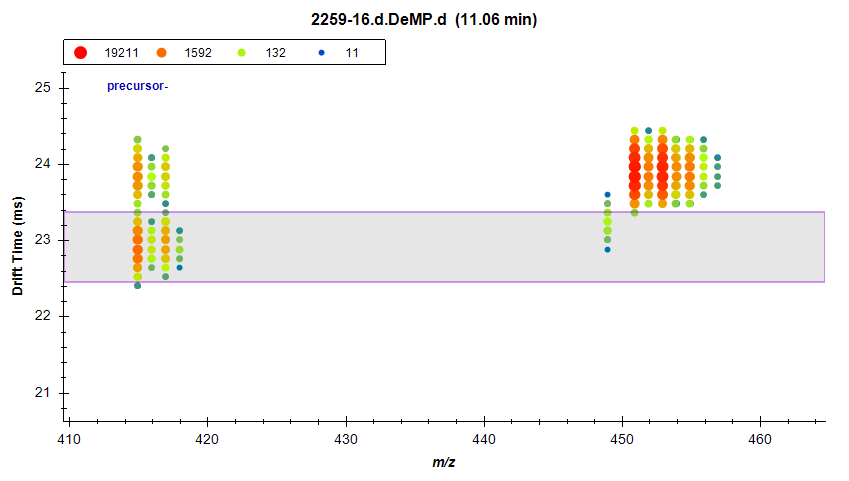 2259-16.d.DeMP.d (11.06 min)
19211 1592 132 11
precursor-
25
24
23
22
21
Drift Time (ms)
410 420 430 440 450 460
m/z